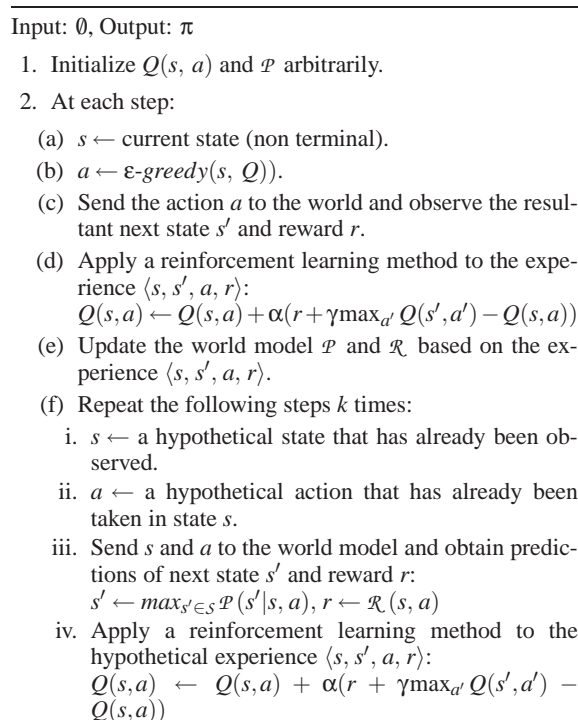 Input: ∅, Output: π
1. Initialize Q(s, a) and 𝒫 arbitrarily.
2. At each step:
(a) s ← current state (non terminal).
(b) a ← ε-greedy(s, Q)).
(c) Send the action a to the world and observe the resul-
tant next state s′ and reward r.
(d) Apply a reinforcement learning method to the expe-
rience ⟨s, s′, a, r⟩:
Q(s,a) ← Q(s,a) + α(r + γmaxₐ′ Q(s′,a′) − Q(s,a))
(e) Update the world model 𝒫 and ℛ based on the ex-
perience ⟨s, s′, a, r⟩.
(f) Repeat the following steps k times:
i. s ← a hypothetical state that has already been ob-
served.
ii. a ← a hypothetical action that has already been
taken in state s.
iii. Send s and a to the world model and obtain predic-
tions of next state s′ and reward r:
s′ ← max_{s′∈S} 𝒫(s′|s, a), r ← ℛ(s, a)
iv. Apply a reinforcement learning method to the
hypothetical experience ⟨s, s′, a, r⟩:
Q(s,a) ← Q(s,a) + α(r + γmaxₐ′ Q(s′,a′) −
Q(s,a))